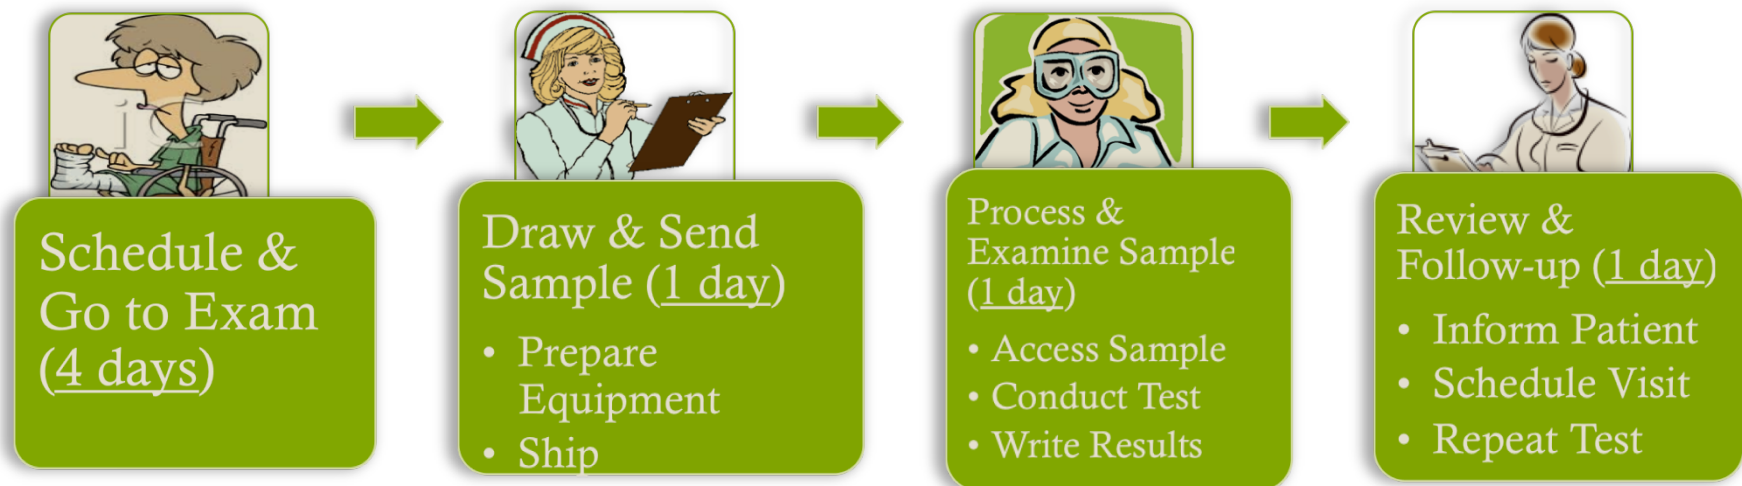 Schedule &
Go to Exam
(4 days)
Draw & Send
Sample (1 day)
• Prepare
Equipment
• Ship
Process &
Examine Sample
(1 day)
• Access Sample
• Conduct Test
• Write Results
Review &
Follow-up (1 day)
• Inform Patient
• Schedule Visit
• Repeat Test